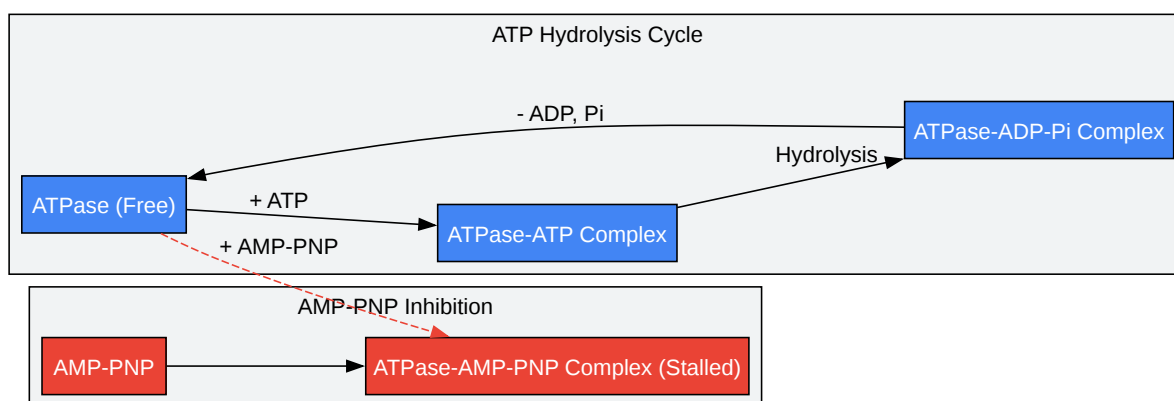 ATP Hydrolysis Cycle
- ADP, Pi
ATPase-ADP-Pi Complex
Hydrolysis
ATPase (Free)
+ ATP
ATPase-ATP Complex
+ AMP-PNP
AMP-PNP Inhibition
AMP-PNP
ATPase-AMP-PNP Complex (Stalled)